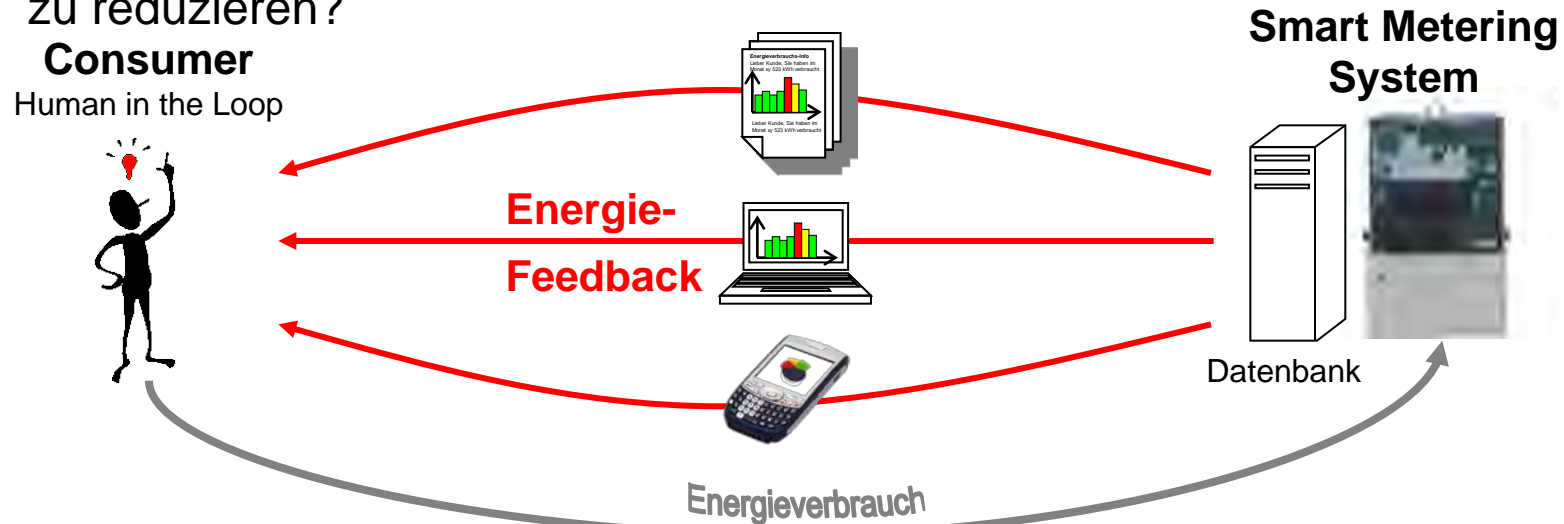 zu reduzieren?
Consumer
Human in the Loop
Smart Metering
System
Energieverbrauchs-Info
Lieber Kunde, Sie haben im
Monat xy 523 kWh verbraucht
Lieber Kunde, Sie haben im
Monat xy 523 kWh verbraucht
Energie-
Feedback
Datenbank
Energieverbrauch